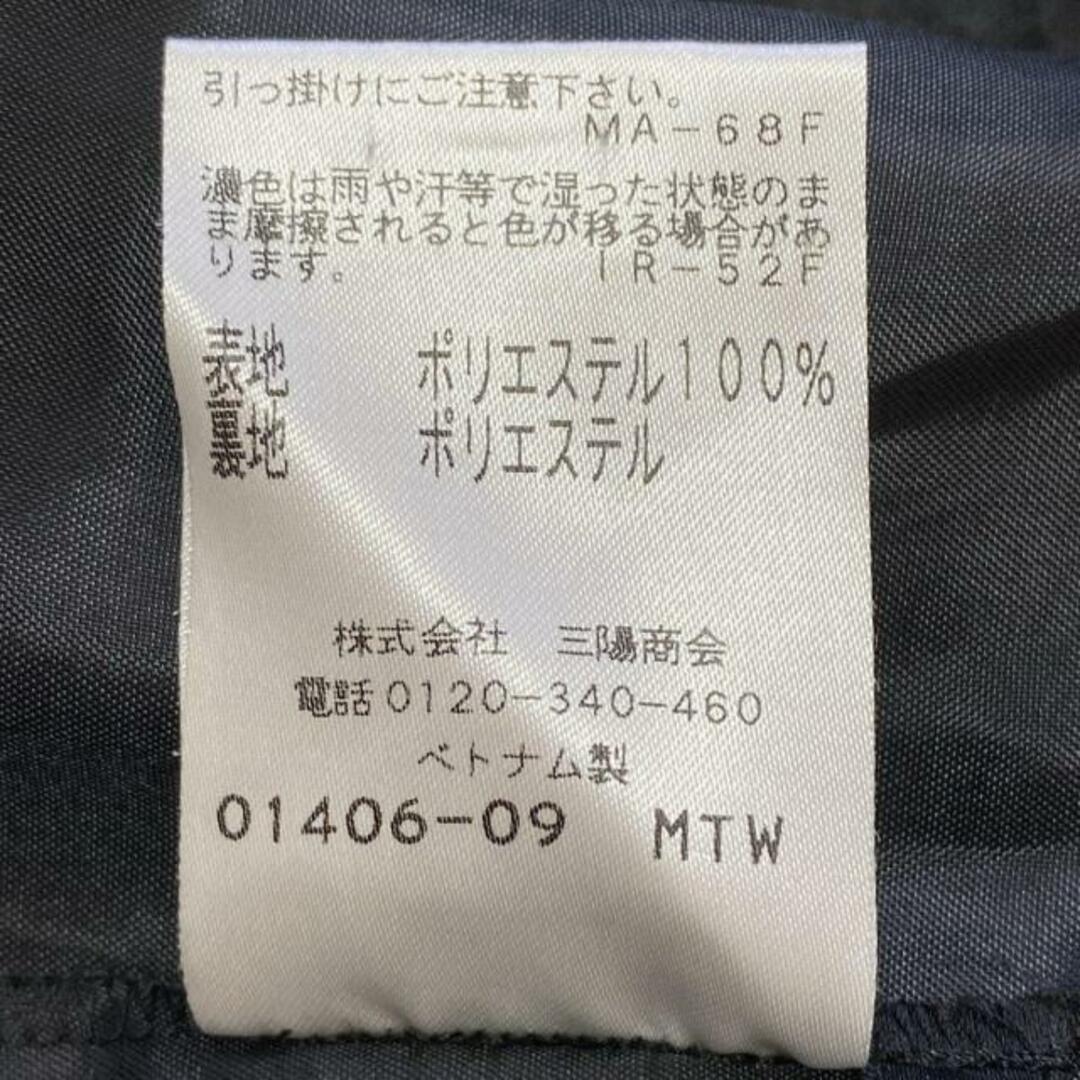 引っ掛けにご注意下さい。
MA-68F
濃色は雨や汗等で湿った状態のま
ま摩擦されると色が移る場合があ
ります。 IR-52F
表地 ポリエステル100%
裏地 ポリエステル
株式会社 三陽商会
電話0120-340-460
ベトナム製
01406-09 MTW